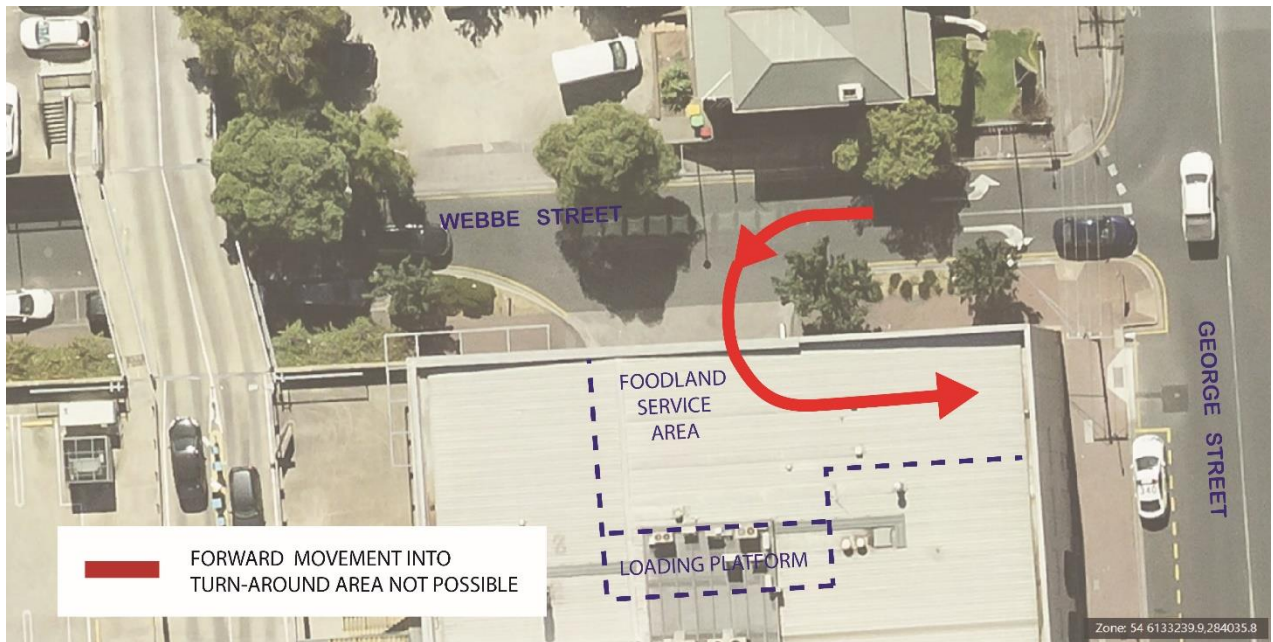 WEBBE STREET
GEORGE STREET
FOODLAND
SERVICE
AREA
LOADING PLATFORM
FORWARD MOVEMENT INTO
TURN-AROUND AREA NOT POSSIBLE
Zone: 54 6133239.9,284035.8